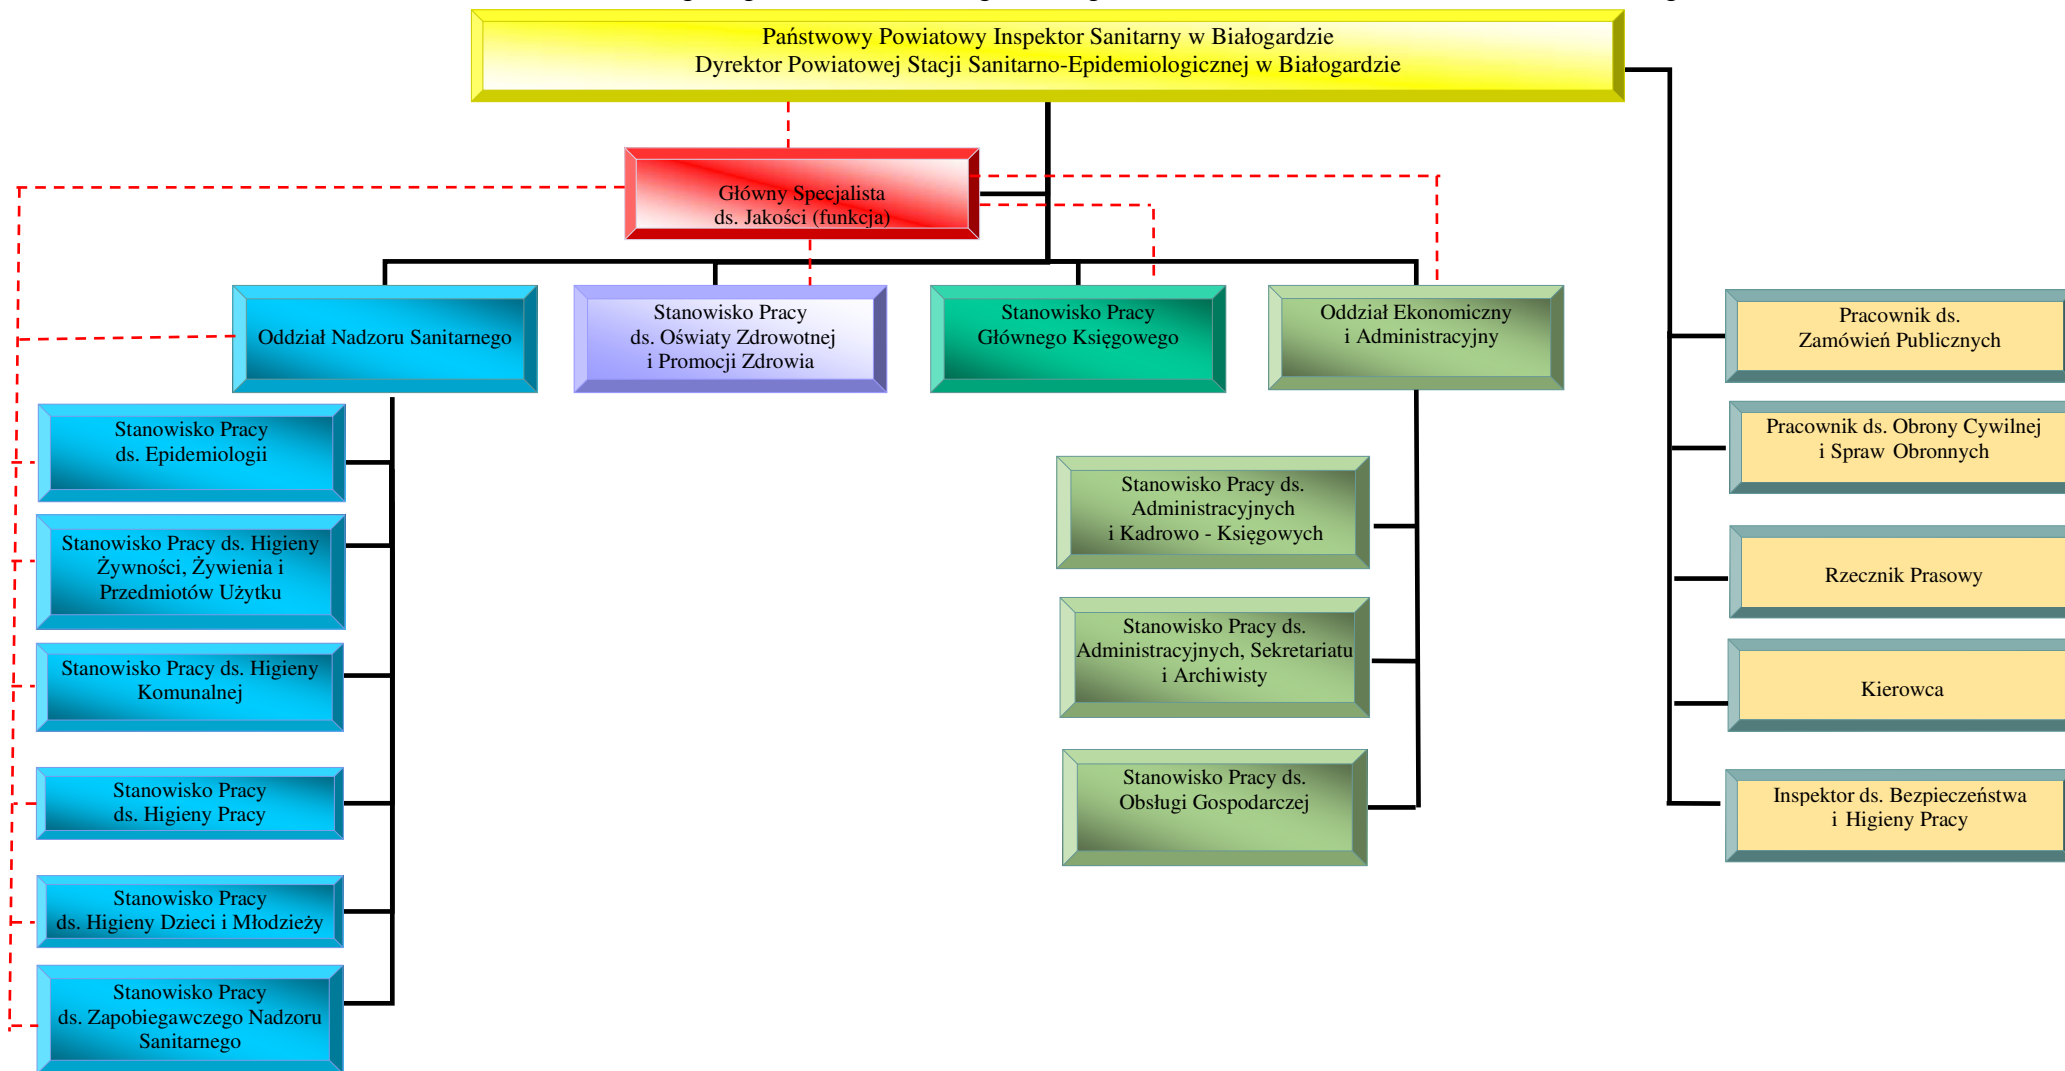 Państwowy Powiatowy Inspektor Sanitarny w Białogardzie
Dyrektor Powiatowej Stacji Sanitarno-Epidemiologicznej w Białogardzie
Główny Specjalista
ds. Jakości (funkcja)
Oddział Nadzoru Sanitarnego
Stanowisko Pracy
ds. Oświaty Zdrowotnej
i Promocji Zdrowia
Stanowisko Pracy
Głównego Księgowego
Oddział Ekonomiczny
i Administracyjny
Stanowisko Pracy
ds. Epidemiologii
Stanowisko Pracy ds. Higieny
Żywności, Żywienia i
Przedmiotów Użytku
Stanowisko Pracy ds. Higieny
Komunalnej
Stanowisko Pracy
ds. Higieny Pracy
Stanowisko Pracy
ds. Higieny Dzieci i Młodzieży
Stanowisko Pracy
ds. Zapobiegawczego Nadzoru
Sanitarnego
Stanowisko Pracy ds.
Administracyjnych
i Kadrowo - Księgowych
Stanowisko Pracy ds.
Administracyjnych, Sekretariatu
i Archiwisty
Stanowisko Pracy ds.
Obsługi Gospodarczej
Pracownik ds.
Zamówień Publicznych
Pracownik ds. Obrony Cywilnej
i Spraw Obronnych
Rzecznik Prasowy
Kierowca
Inspektor ds. Bezpieczeństwa
i Higieny Pracy